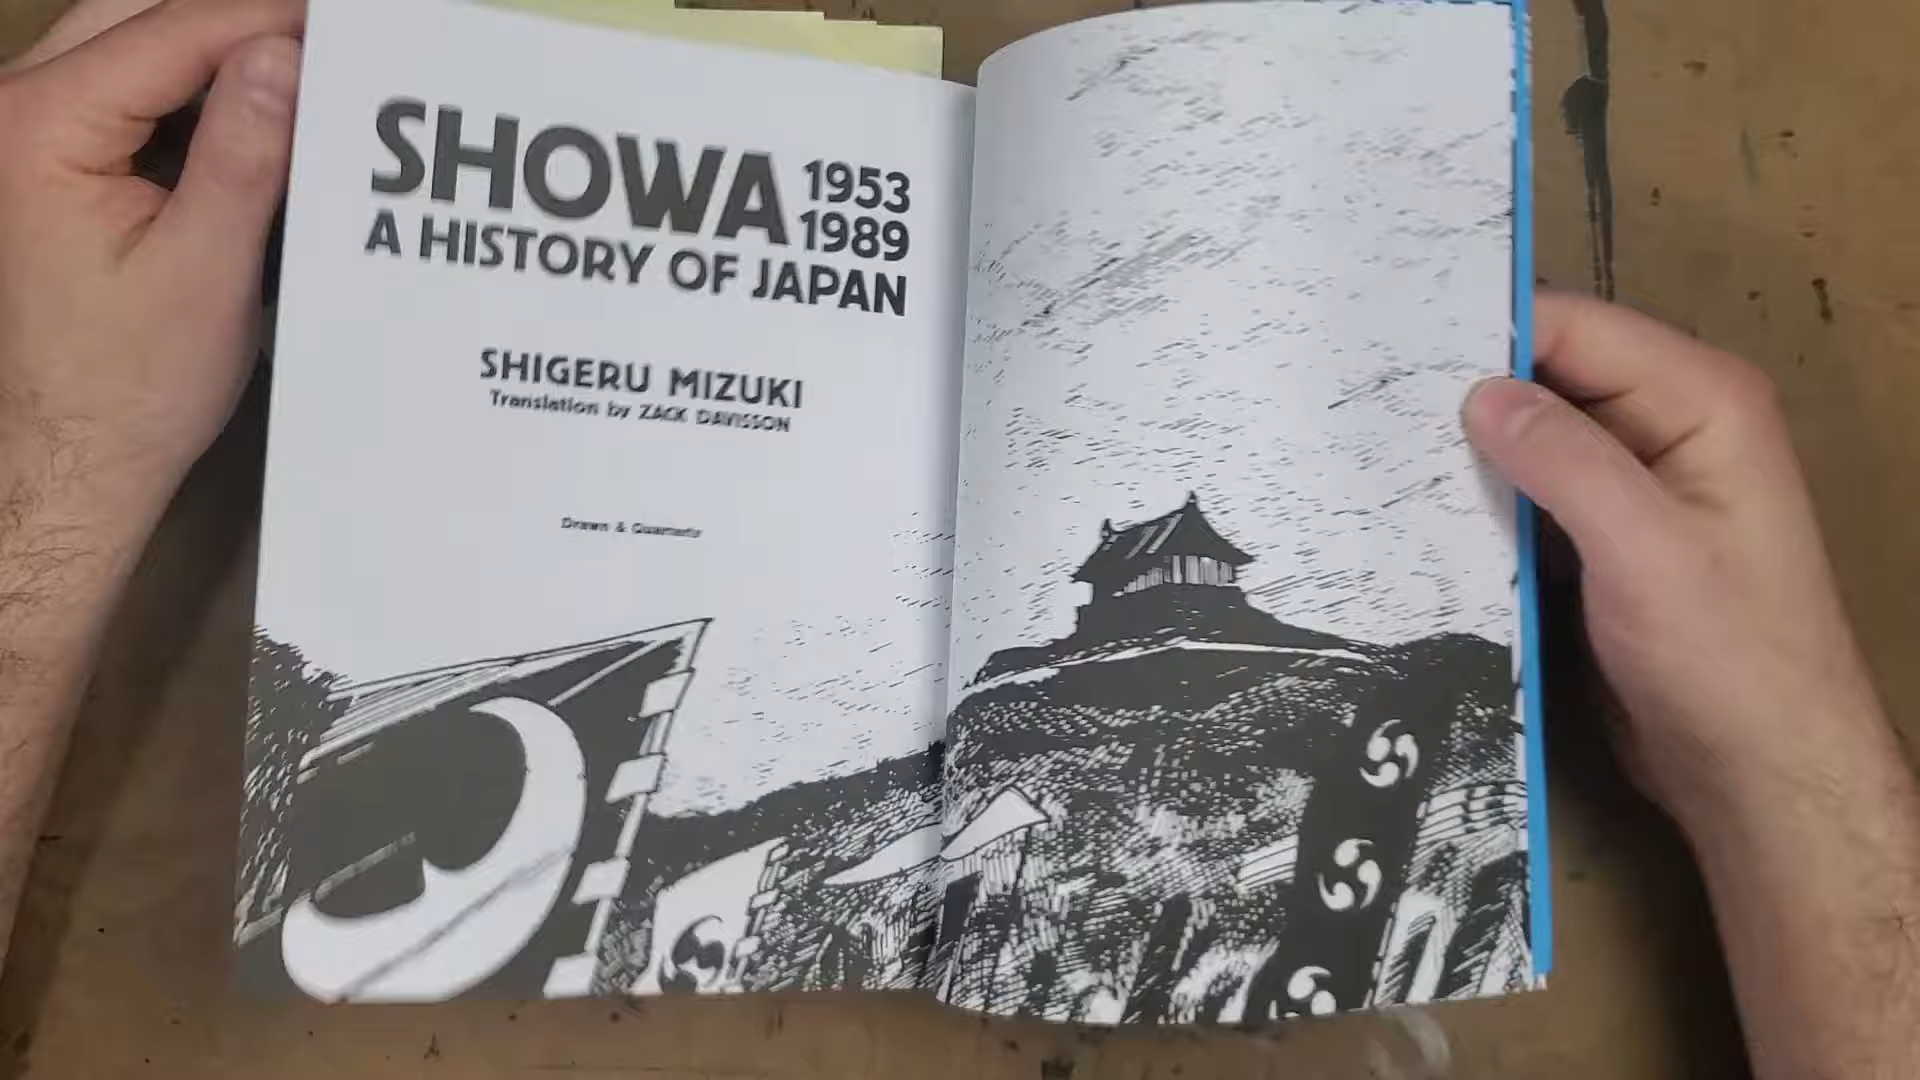 SHOWA 1953
1989
A HISTORY OF JAPAN
SHIGERU MIZUKI
Translation by ZACK DAVISSON
Drawn & Quarterly